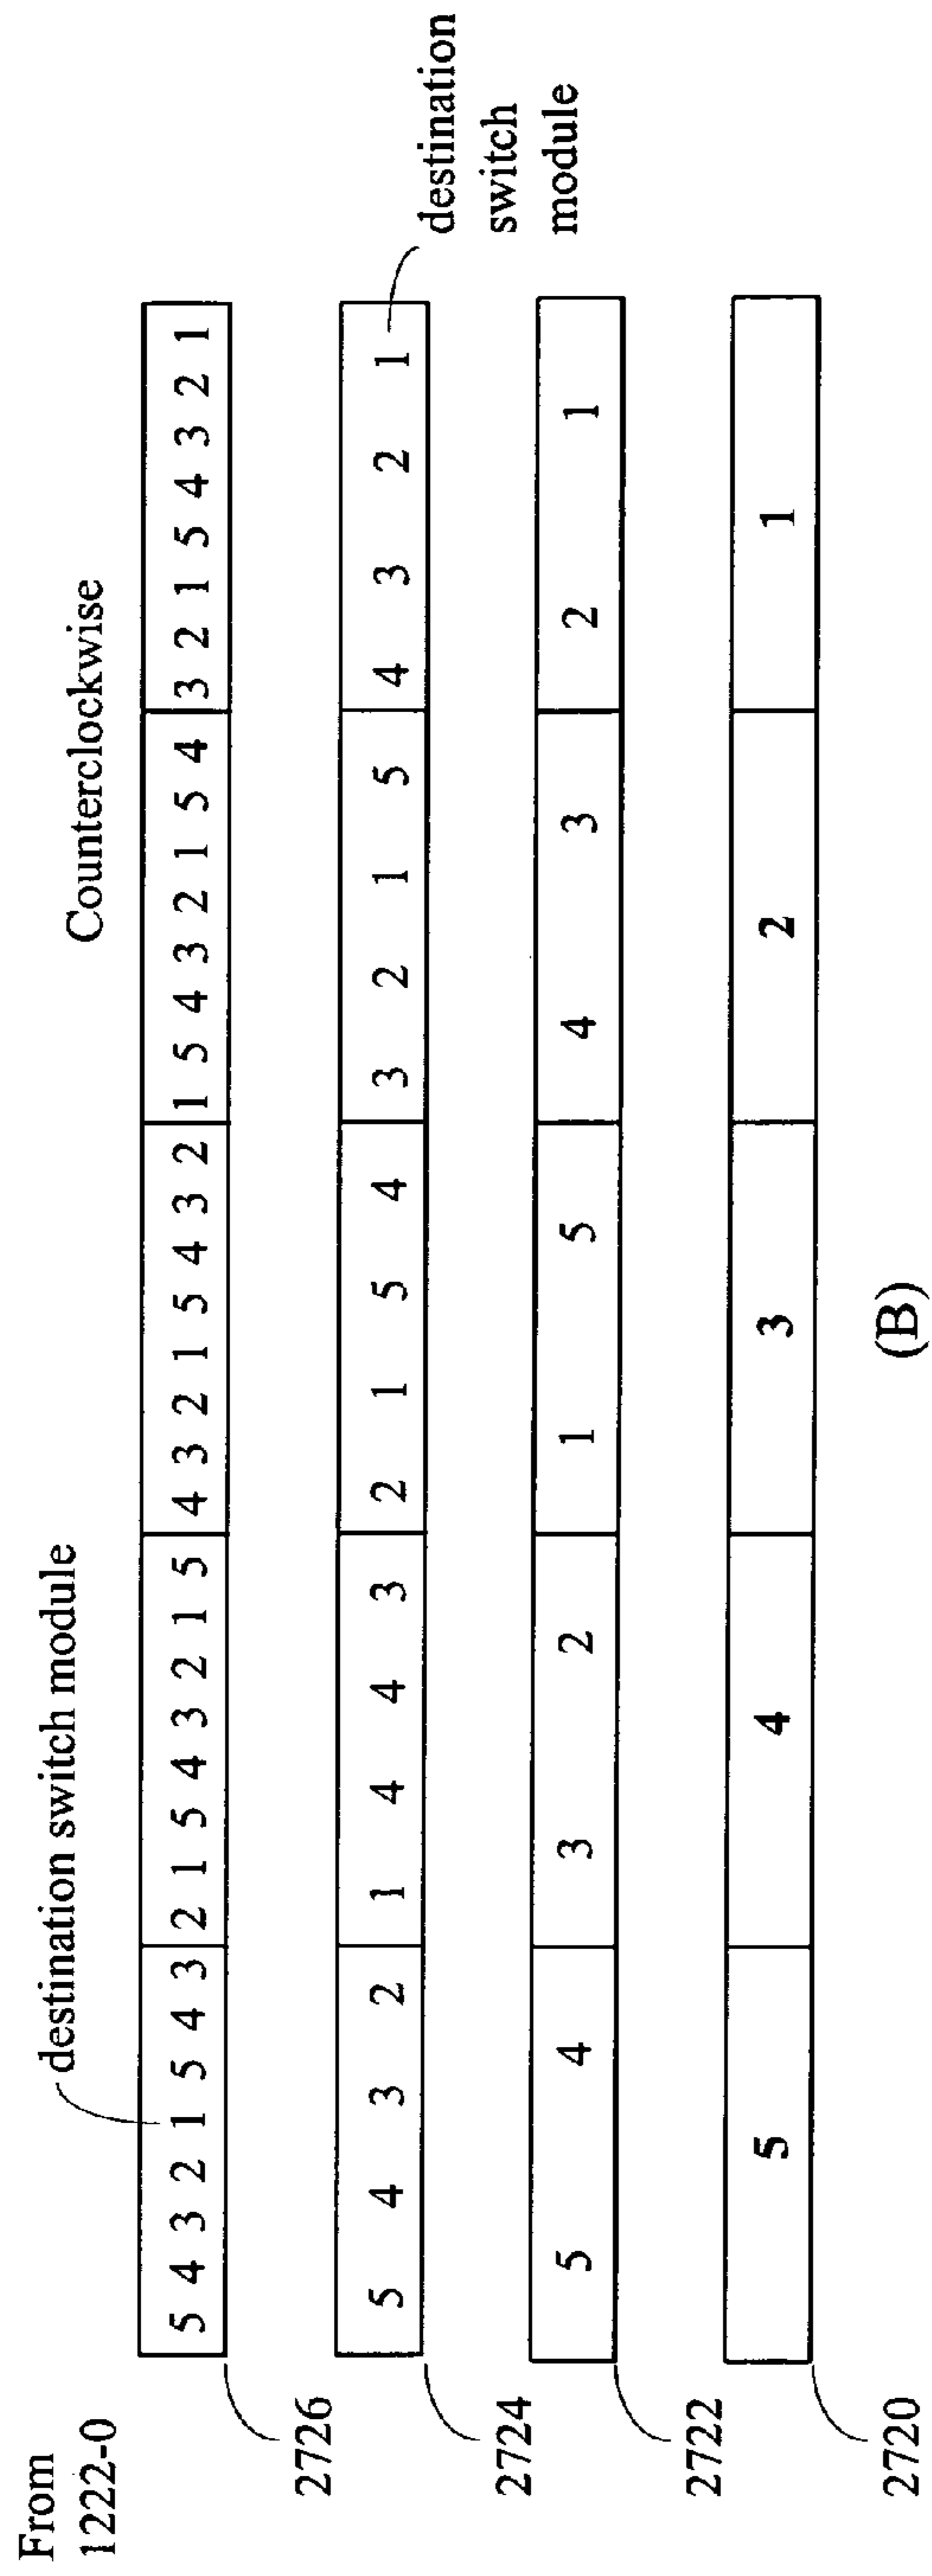 From
1222-0
destination switch module
Counterclockwise
5 4 3 2 1 5 4 3 2 1 5 4 3 2 1 5 4 3 2 1 5 4 3 2 1 5 4 3 2 1 5 4 3 2 1 5 4 3 2 1
2726
5 4 3 2 1 4 4 3 2 1 5 4 3 2 1 5 4 3 2 1
destination
switch
module
2724
5 4 3 2 1 5 4 3 2 1
2722
5 4 3 2 1
2720
(B)